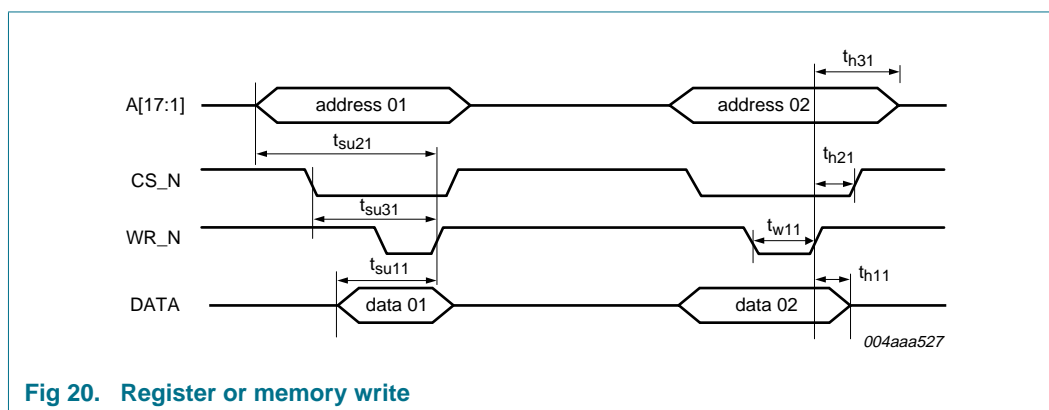 th31
A[17:1] address 01 address 02
tsu21
th21
CS_N
tsu31
tw11
WR_N
tsu11
th11
DATA data 01 data 02
004aaa527
Fig 20. Register or memory write